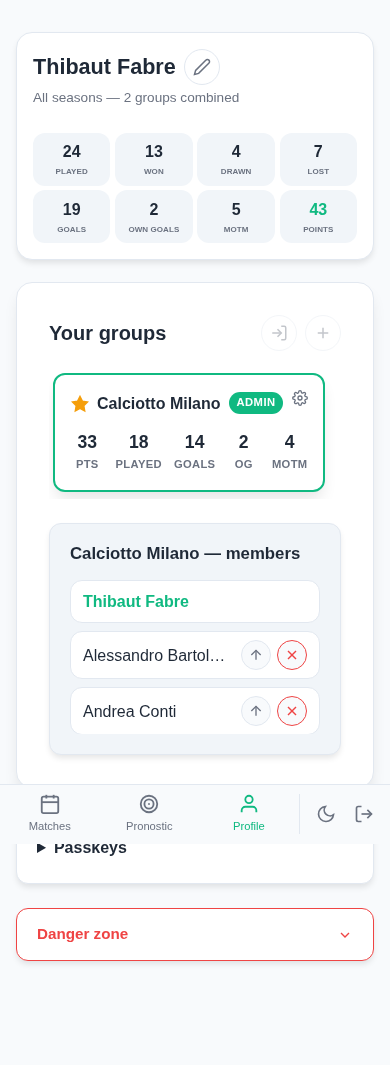 Thibaut Fabre
All seasons — 2 groups combined
24 13 4 7
PLAYED WON DRAWN LOST
19 2 5 43
GOALS OWN GOALS MOTM POINTS
Your groups
Calciotto Milano ADMIN
33 18 14 2 4
PTS PLAYED GOALS OG MOTM
Calciotto Milano — members
Thibaut Fabre
Alessandro Bartol…
Andrea Conti
Matches Pronostic Profile
Passkeys
Danger zone